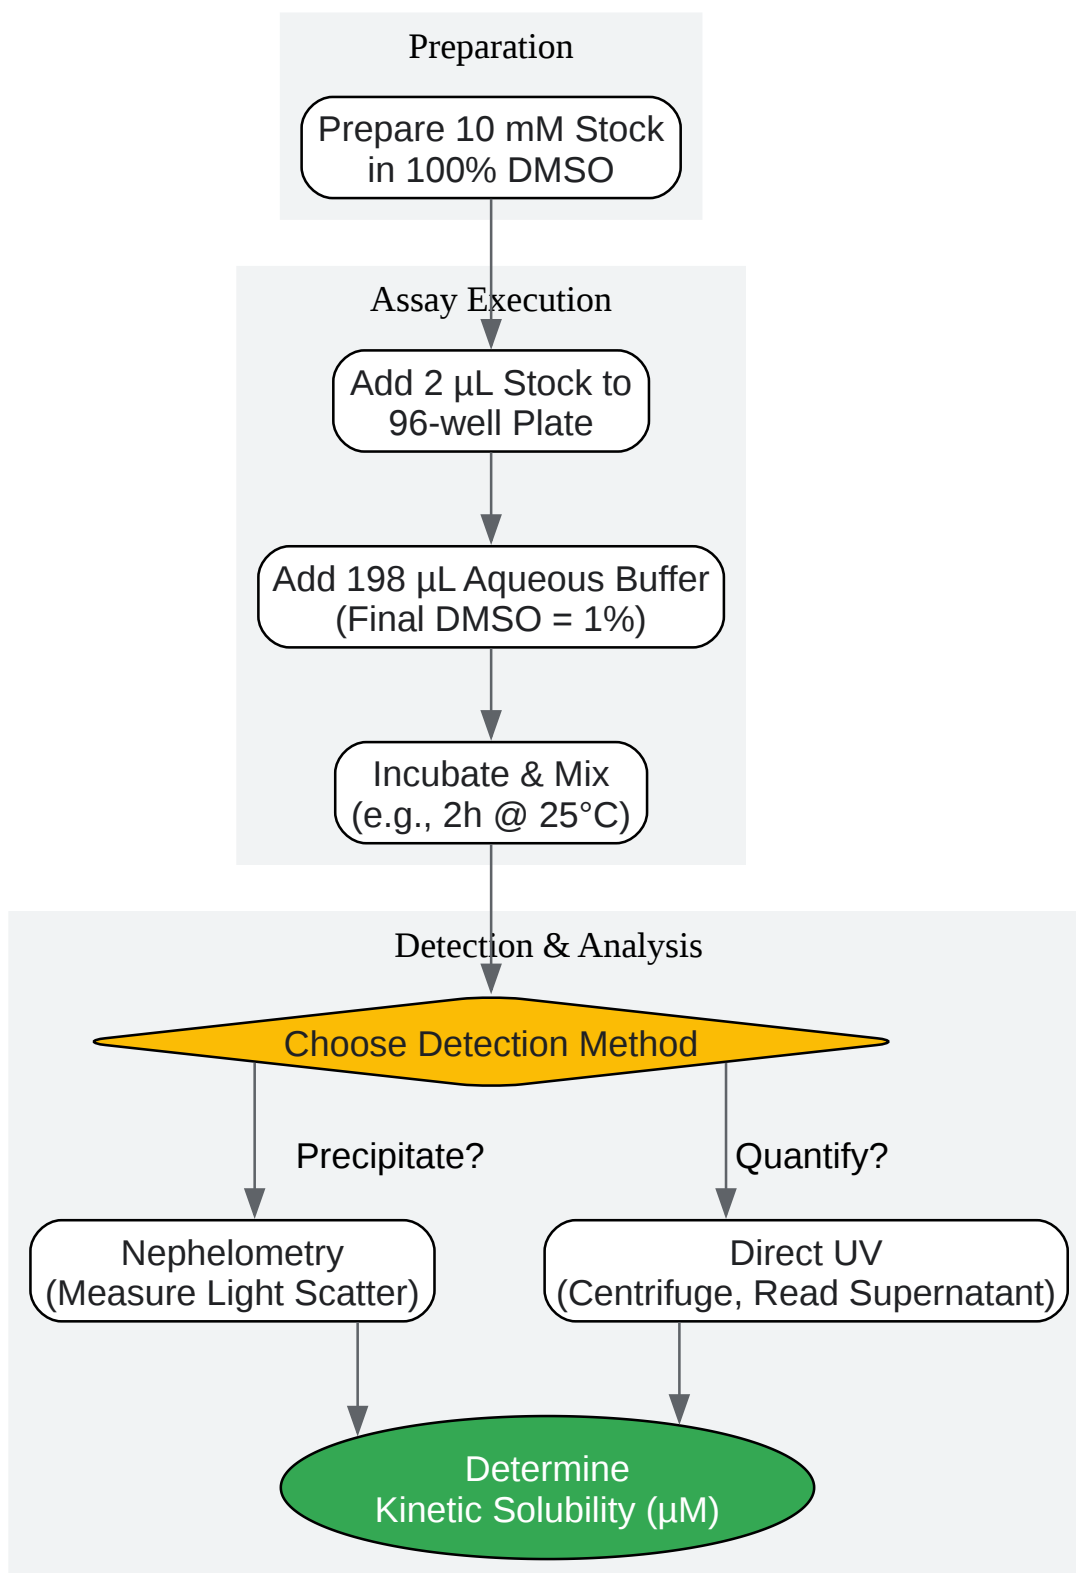 Preparation
Prepare 10 mM Stock
in 100% DMSO
Assay Execution
Add 2 µL Stock to
96-well Plate
Add 198 µL Aqueous Buffer
(Final DMSO = 1%)
Incubate & Mix
(e.g., 2h @ 25°C)
Detection & Analysis
Choose Detection Method
Precipitate?
Quantify?
Nephelometry
(Measure Light Scatter)
Direct UV
(Centrifuge, Read Supernatant)
Determine
Kinetic Solubility (µM)